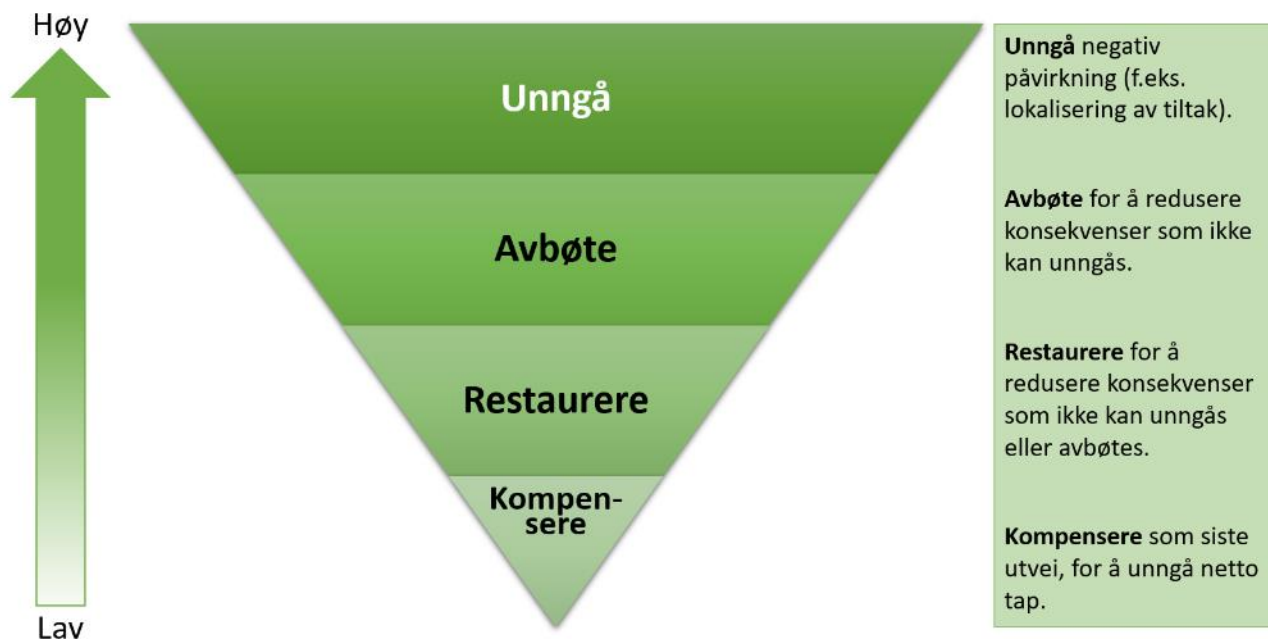 Høy
Unngå
Avbøte
Restaurere
Kompen-
sere
Lav
Unngå negativ
påvirkning (f.eks.
lokalisering av tiltak).
Avbøte for å redusere
konsekvenser som ikke
kan unngås.
Restaurere for å
redusere konsekvenser
som ikke kan unngås
eller avbøtes.
Kompensere som siste
utvei, for å unngå netto
tap.